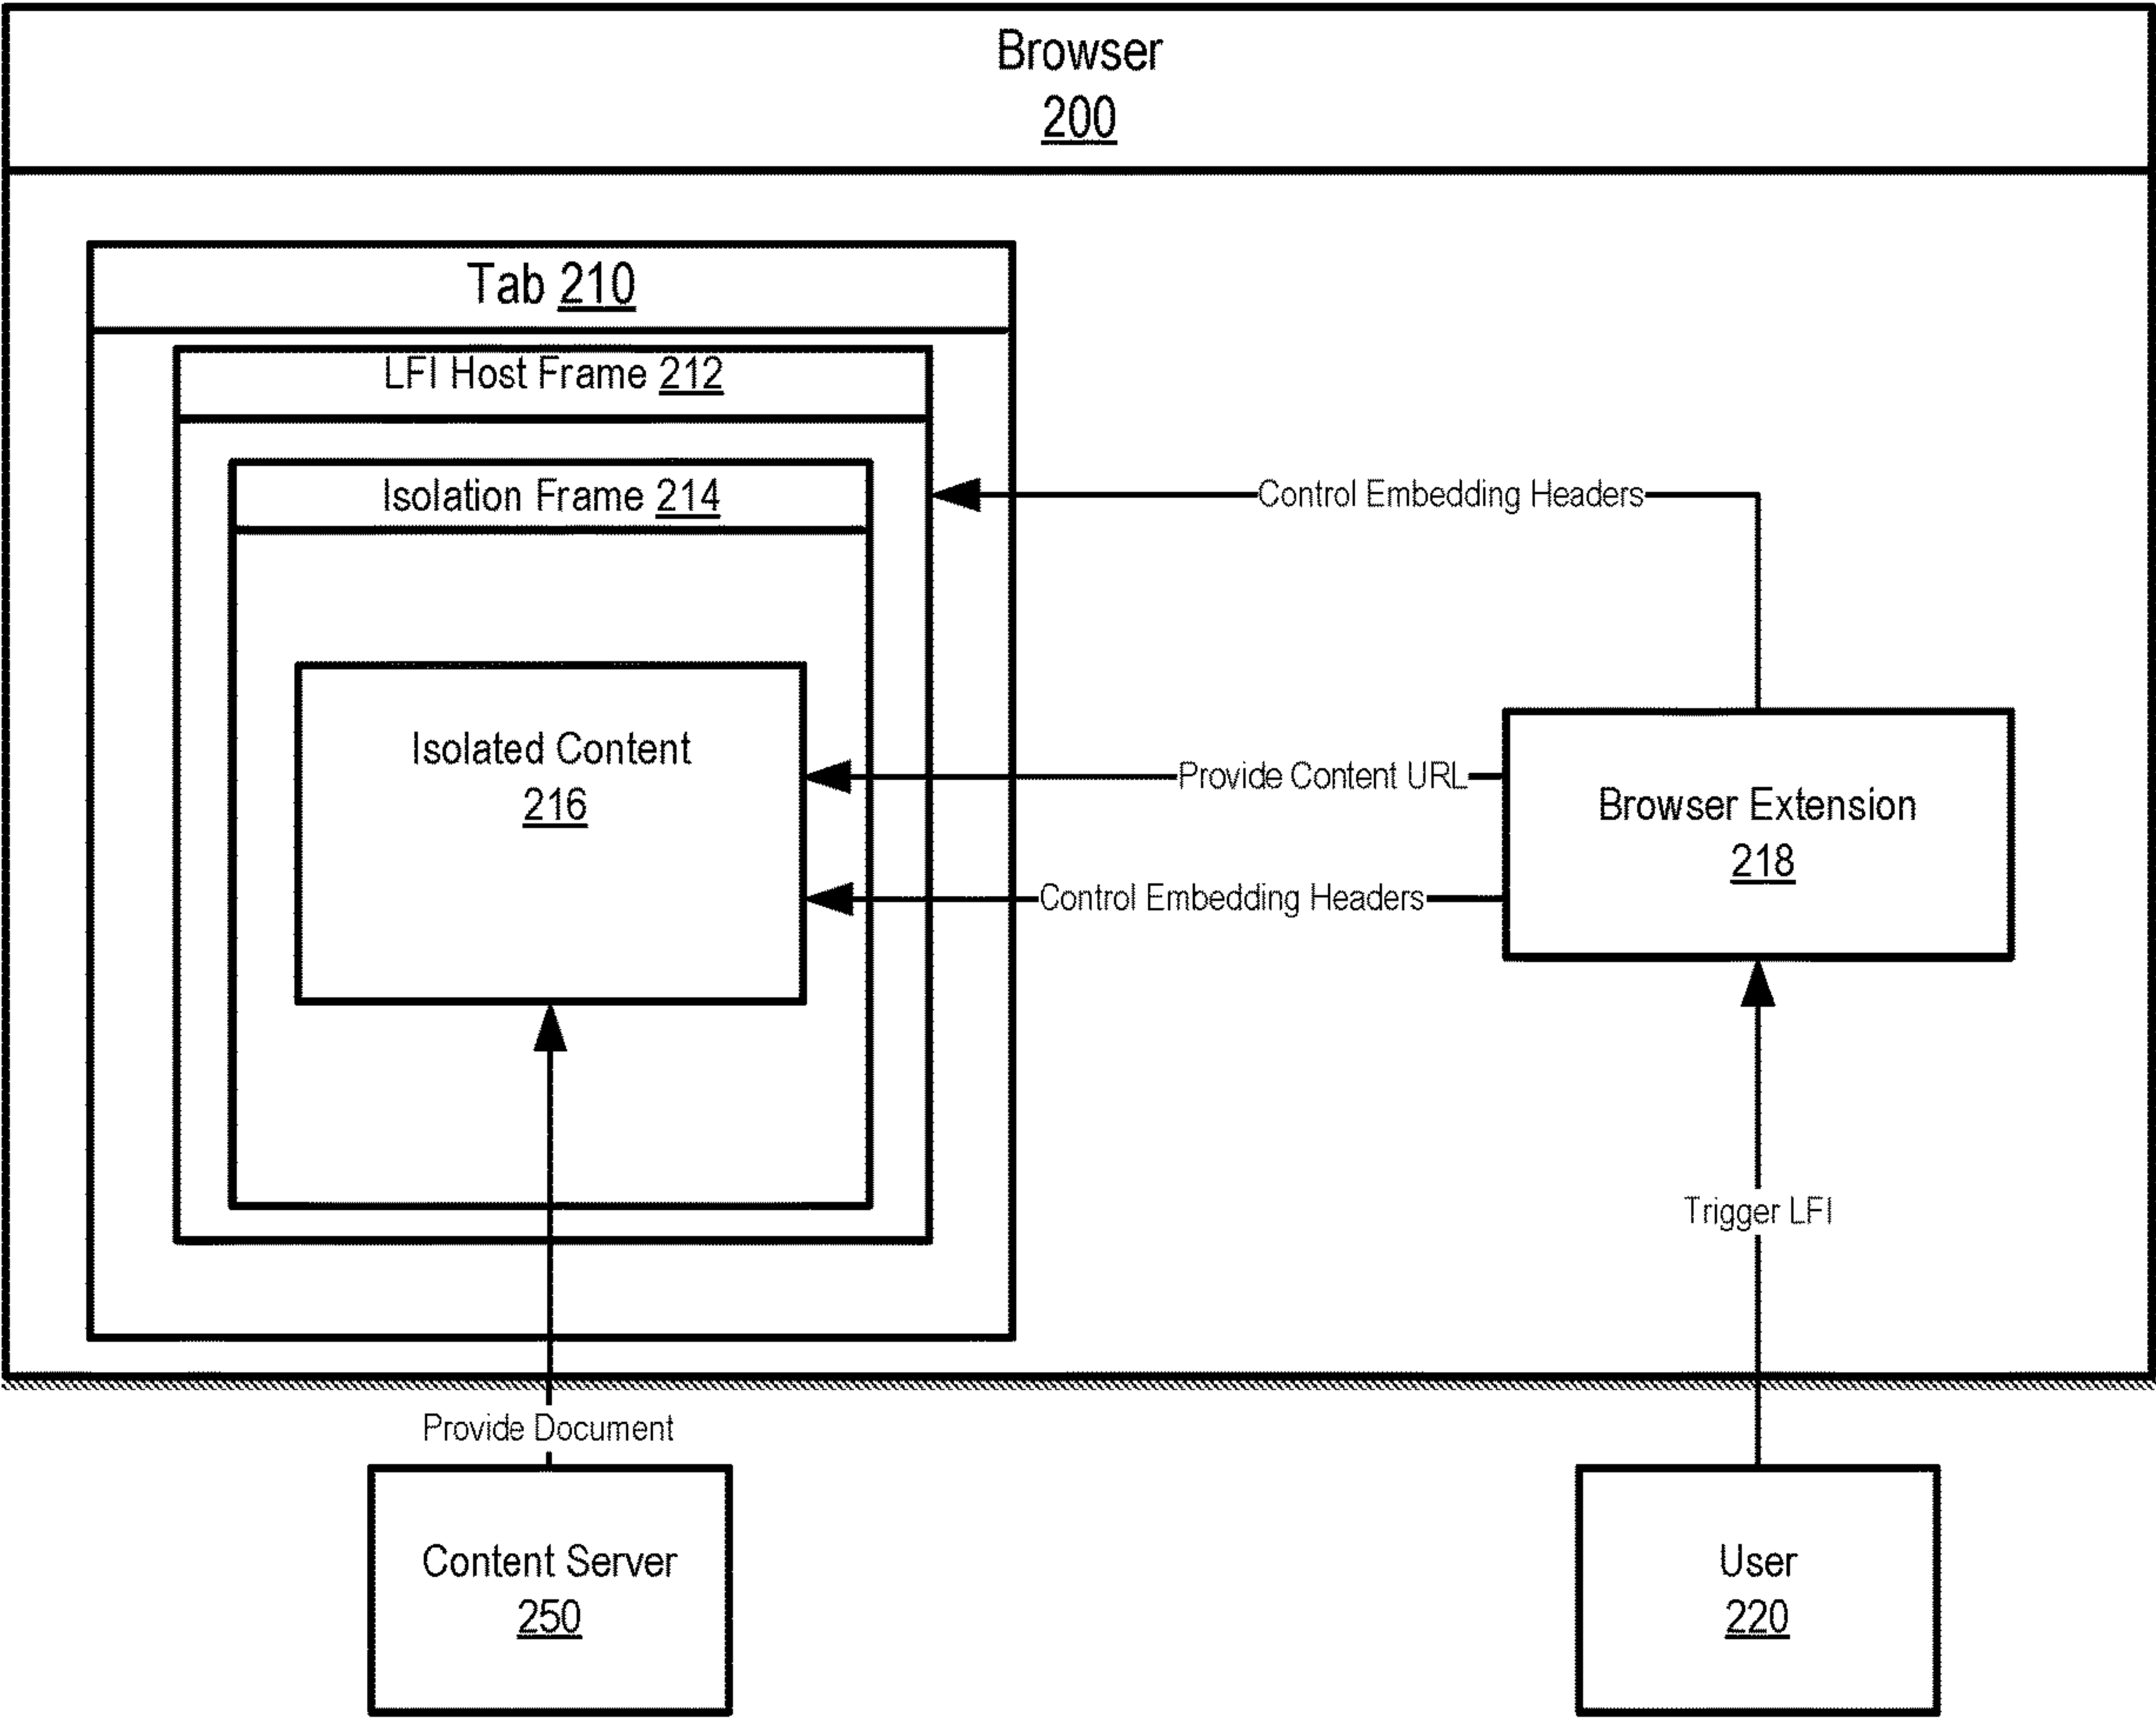 Browser
200
Tab 210
LFI Host Frame 212
Isolation Frame 214
Control Embedding Headers
Isolated Content
216
Provide Content URL
Browser Extension
218
Control Embedding Headers
Trigger LFI
Provide Document
Content Server
250
User
220